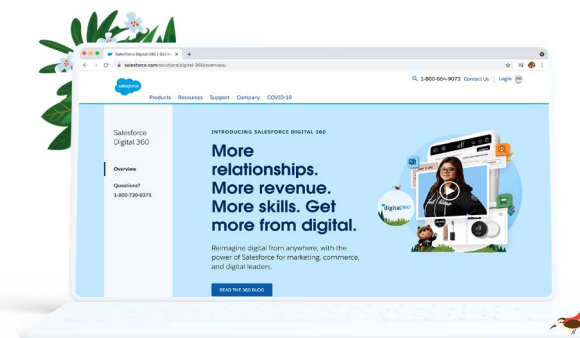 Salesforce Digital 360 | Get In
salesforce.com/solutions/digital-360/overview/
salesforce
1-800-664-9073 Contact Us Login
Products Resources Support Company COVID-19
Salesforce
Digital 360
Overview
Questions?
1-800-720-0371
INTRODUCING SALESFORCE DIGITAL 360
More
relationships.
More revenue.
More skills. Get
more from digital.
Reimagine digital from anywhere, with the
power of Salesforce for marketing, commerce,
and digital leaders.
READ THE 360 BLOG
digital360